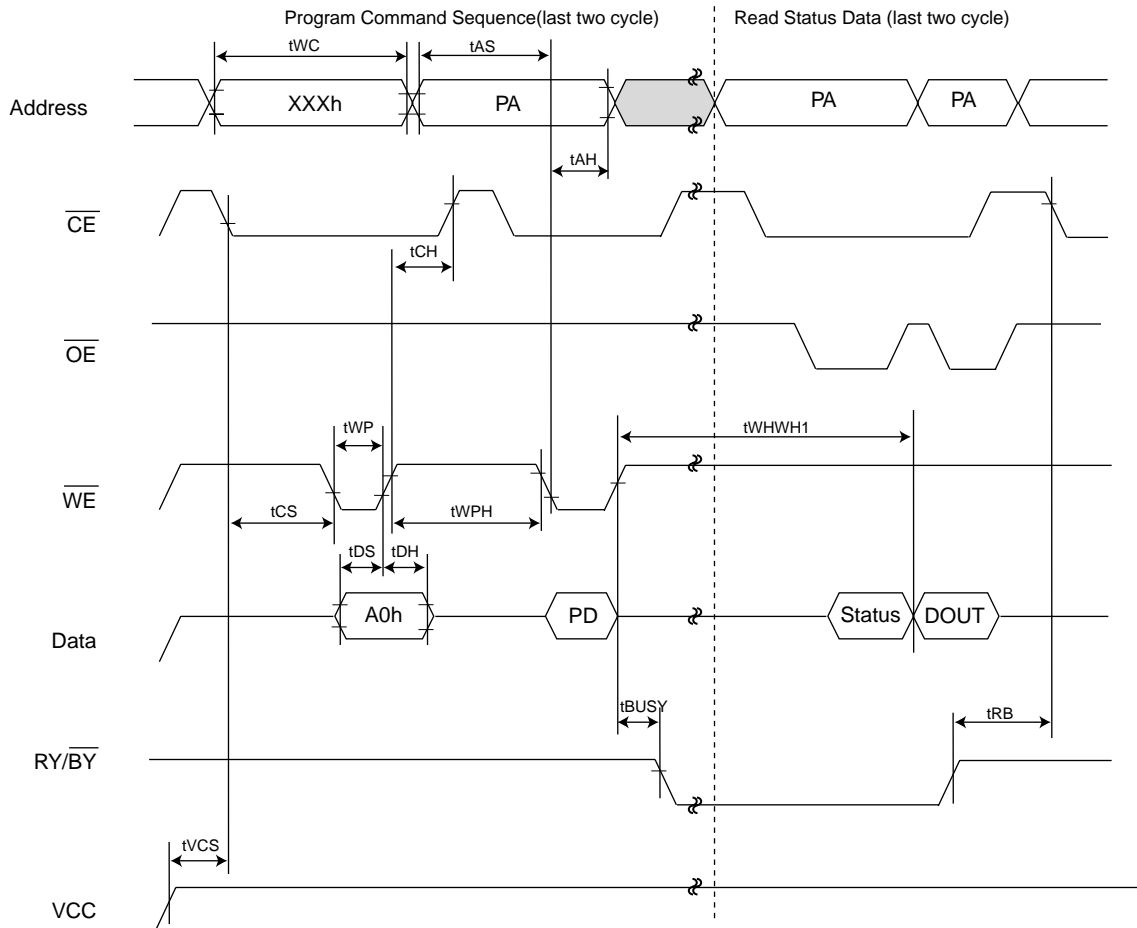 Program Command Sequence(last two cycle)
Read Status Data (last two cycle)
tWC
tAS
Address
XXXh
PA
PA
PA
tAH
CE
tCH
OE
tWP
tWHWH1
WE
tCS
tWPH
tDS
tDH
Data
A0h
PD
Status
DOUT
tBUSY
tRB
RY/BY
tVCS
VCC